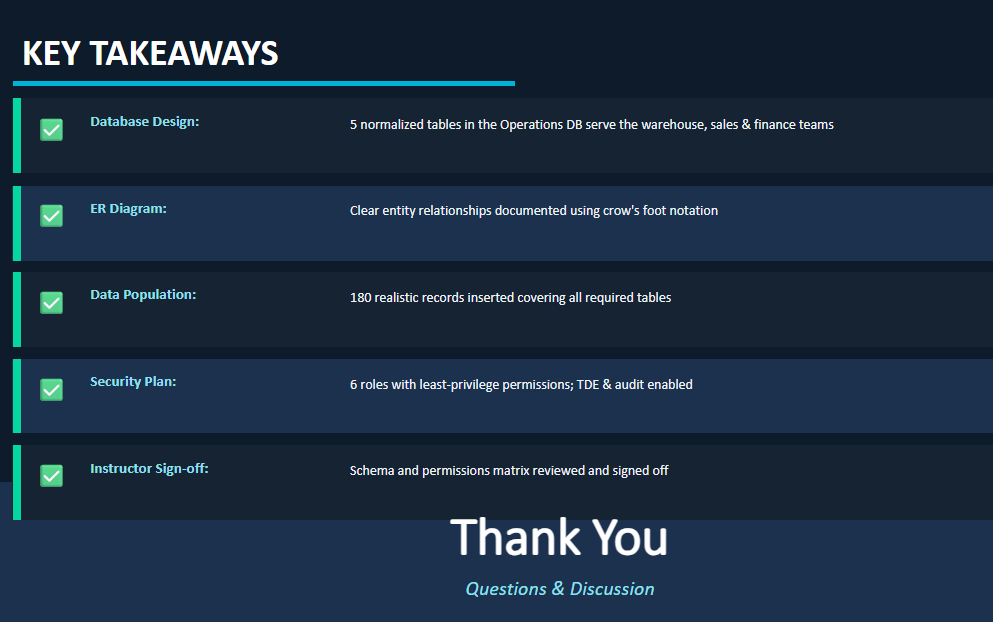 KEY TAKEAWAYS
Database Design:
5 normalized tables in the Operations DB serve the warehouse, sales & finance teams
ER Diagram:
Clear entity relationships documented using crow's foot notation
Data Population:
180 realistic records inserted covering all required tables
Security Plan:
6 roles with least-privilege permissions; TDE & audit enabled
Instructor Sign-off:
Schema and permissions matrix reviewed and signed off
Thank You
Questions & Discussion